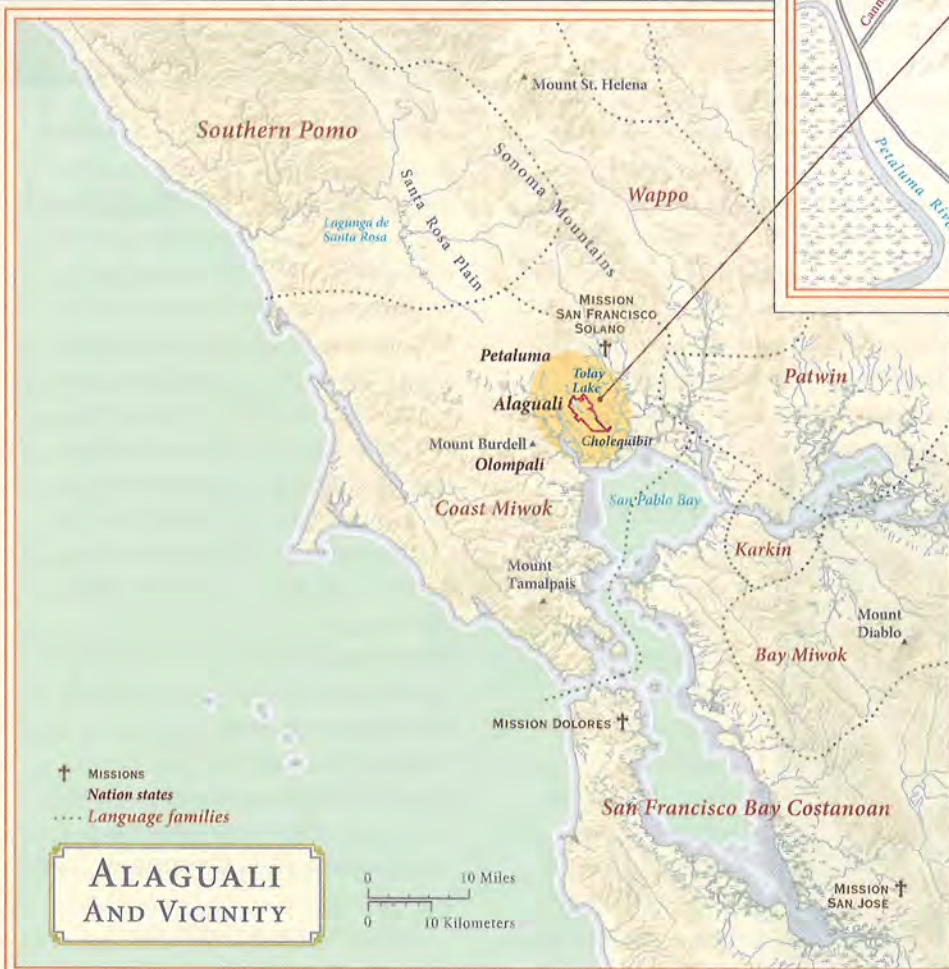 Mount St. Helena
Southern Pomo
Sonoma Mountains
Santa Rosa Plain
Wappo
Lagunga de
Santa Rosa
MISSION
SAN FRANCISCO
SOLANO
Petaluma
Tolay
Lake
Patwin
Alaguali
Cholequibit
Mount Burdell
Olompali
Coast Miwok
San Pablo Bay
Karkin
Mount
Tamalpais
Mount
Diablo
Bay Miwok
MISSION DOLORES
San Francisco Bay Costanoan
MISSION
SAN JOSE
MISSIONS
Nation states
Language families
ALAGUALI
AND VICINITY
0 10 Miles
0 10 Kilometers
Petaluma